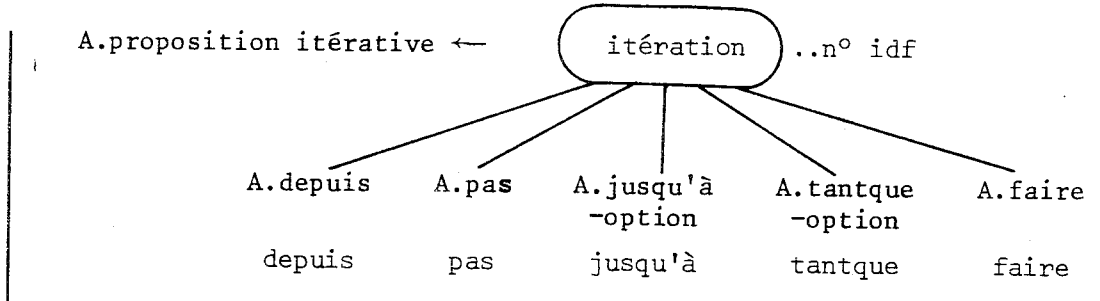 A.proposition itérative ← itération ..n° idf
A.depuis A.pas A.jusqu'à A.tantque A.faire
-option -option
depuis pas jusqu'à tantque faire